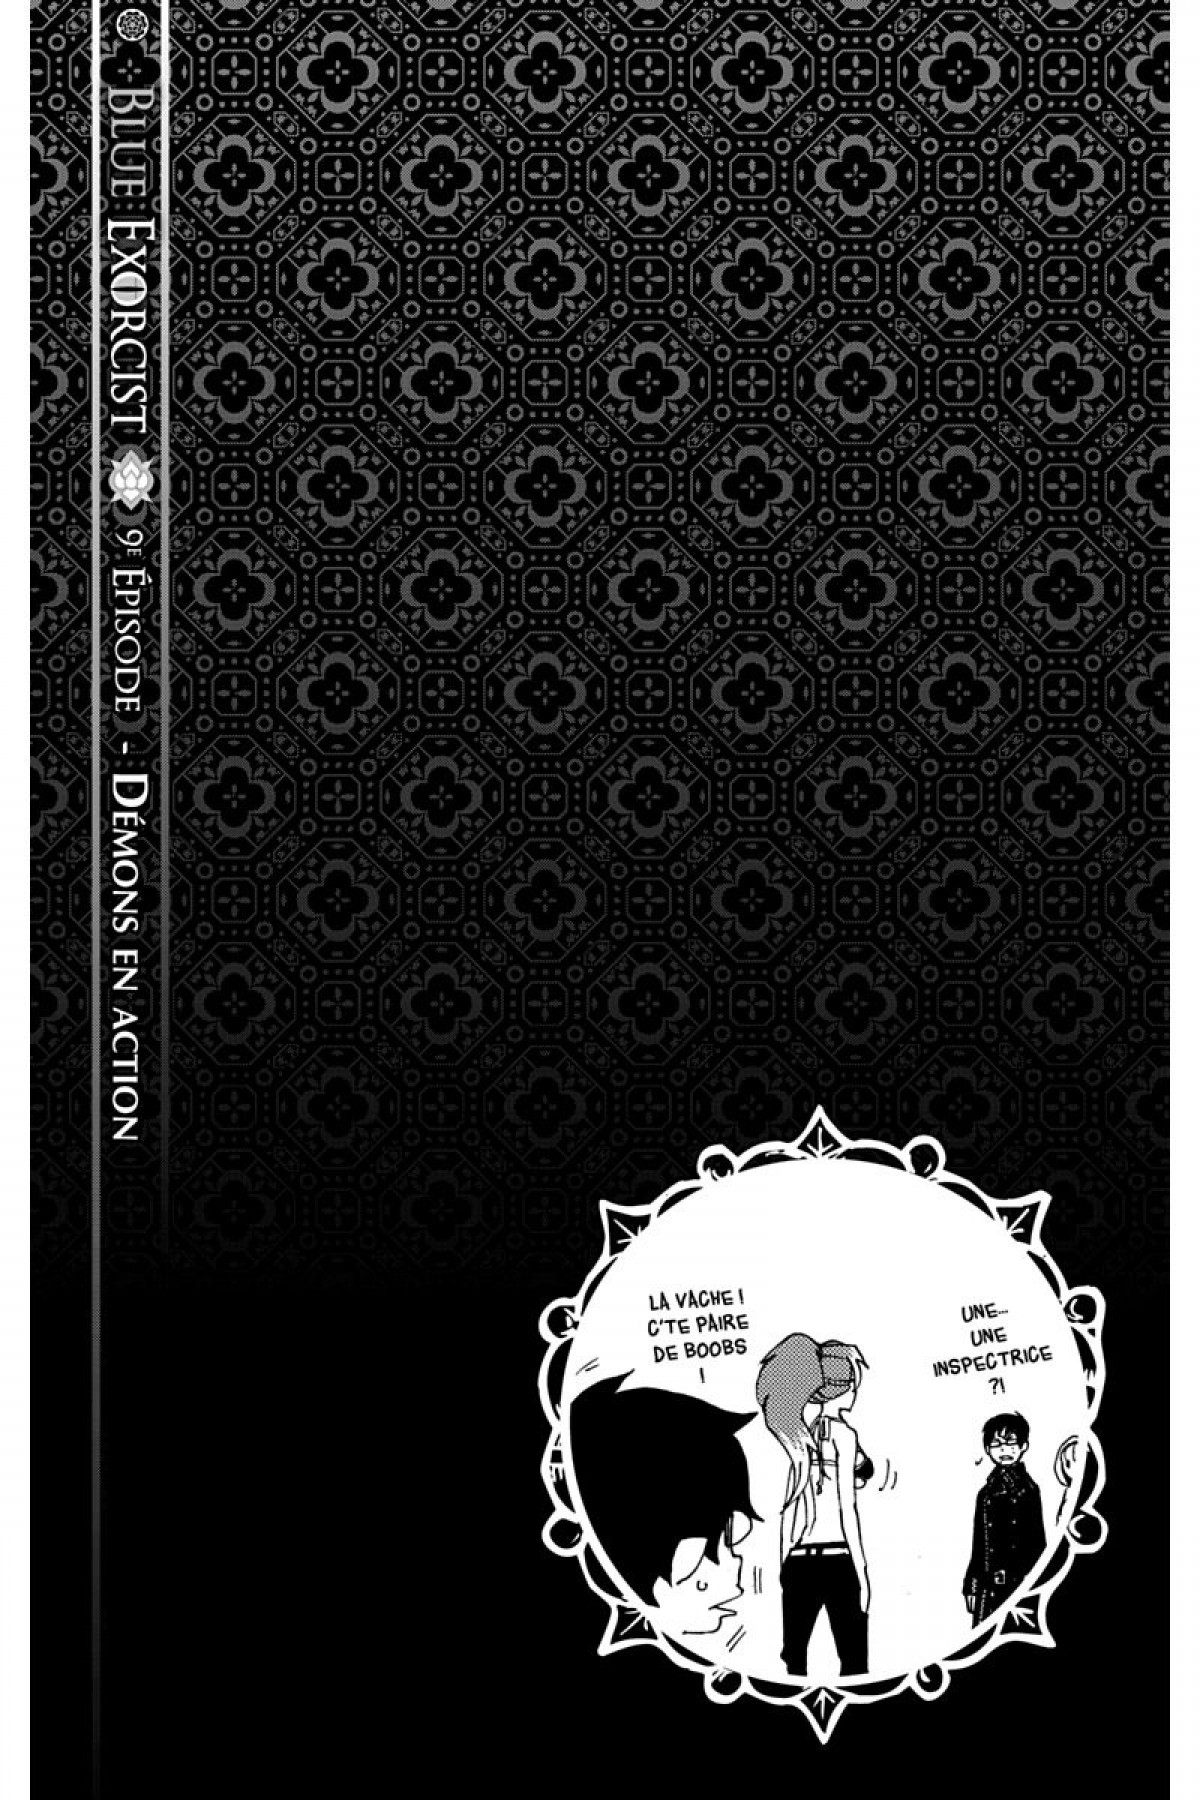 BLUE EXORCIST 9E ÉPISODE - DÉMONS EN ACTION
LA VACHE !
C'TE PAIRE
DE BOOBS
!
UNE...
UNE
INSPECTRICE
?!